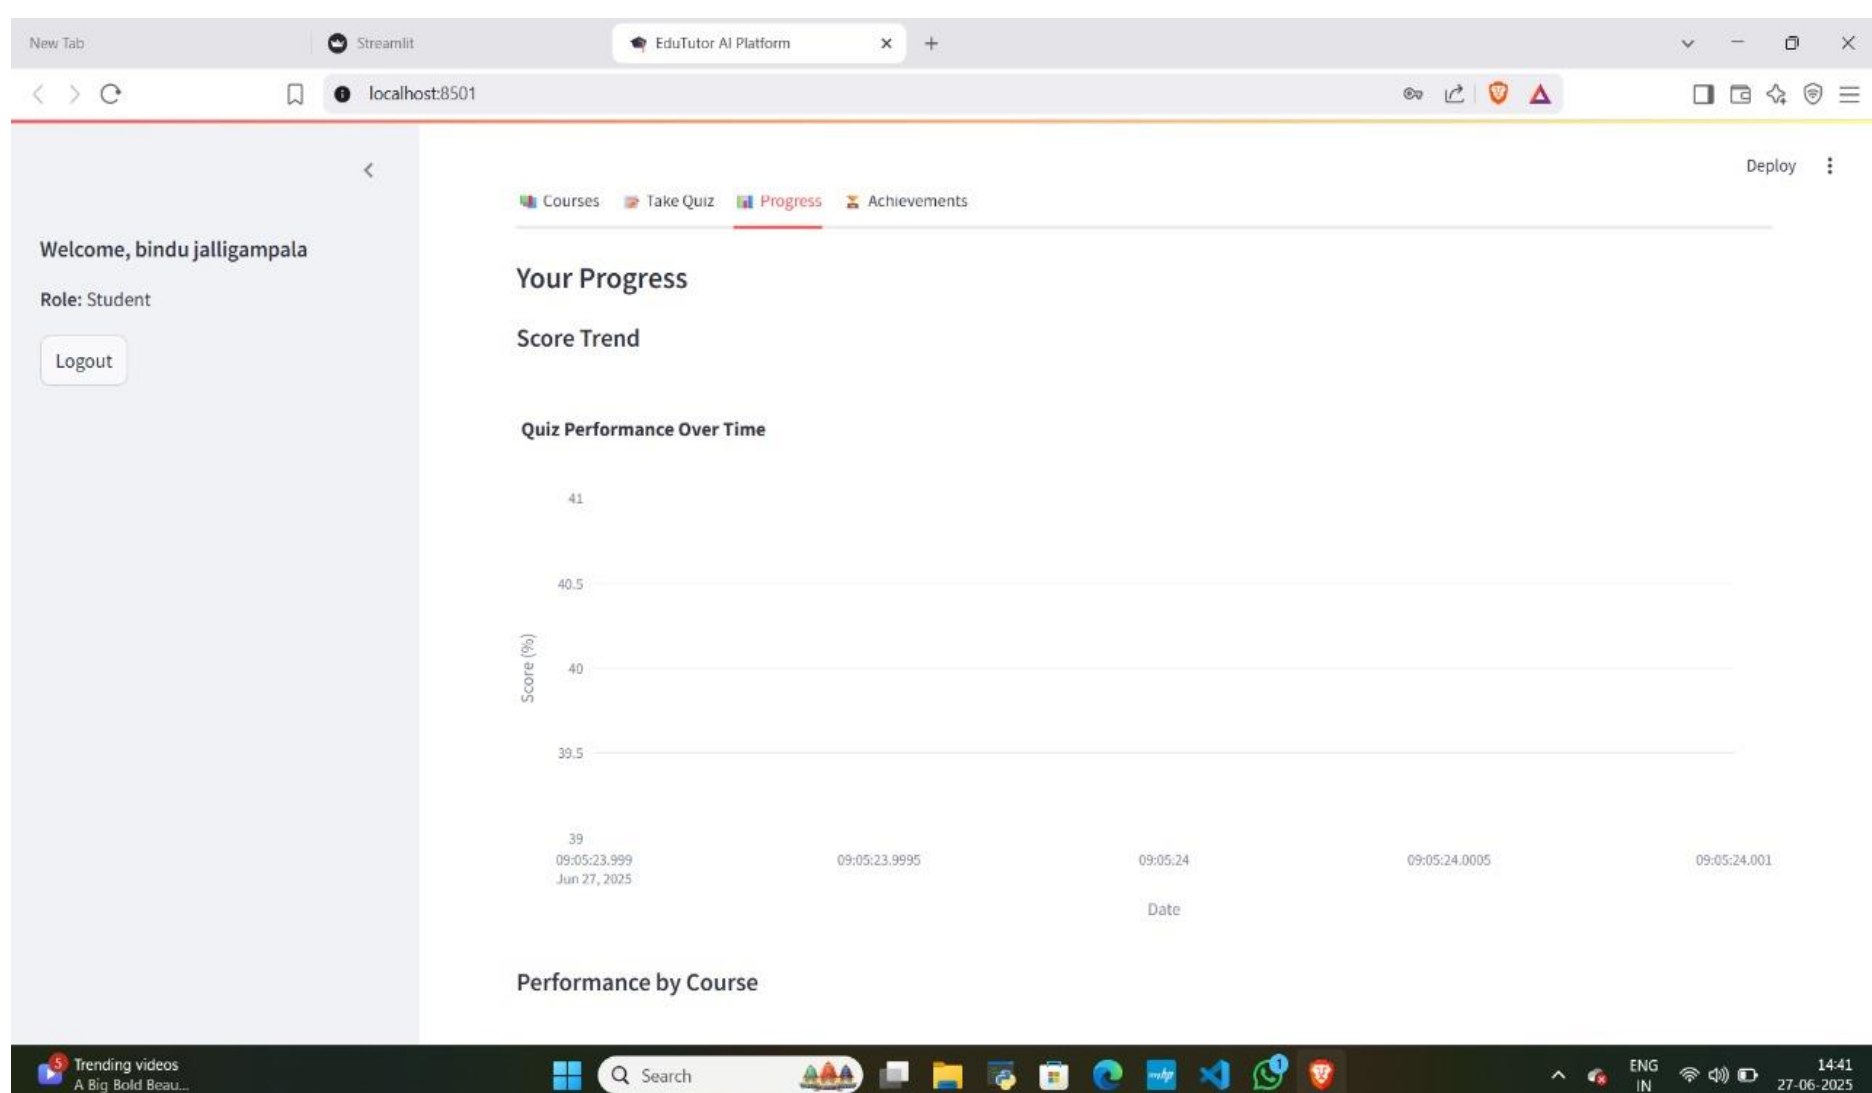 New Tab
Streamlit
EduTutor AI Platform
localhost:8501
Deploy
Courses
Take Quiz
Progress
Achievements
Welcome, bindu jalligampala
Role: Student
Logout
Your Progress
Score Trend
Quiz Performance Over Time
41
40.5
40
39.5
39
Score (%)
09:05:23.999
Jun 27, 2025
09:05:23.9995
09:05:24
09:05:24.0005
09:05:24.001
Date
Performance by Course
5
Trending videos
A Big Bold Beau...
Search
myhp
1
ENG
IN
14:41
27-06-2025